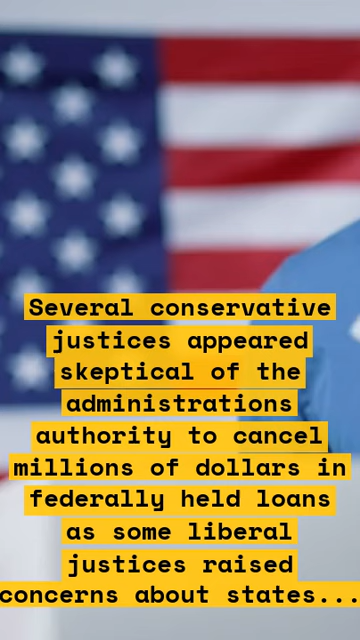 Several conservative
justices appeared
skeptical of the
administrations
authority to cancel
millions of dollars in
federally held loans
as some liberal
justices raised
concerns about states...